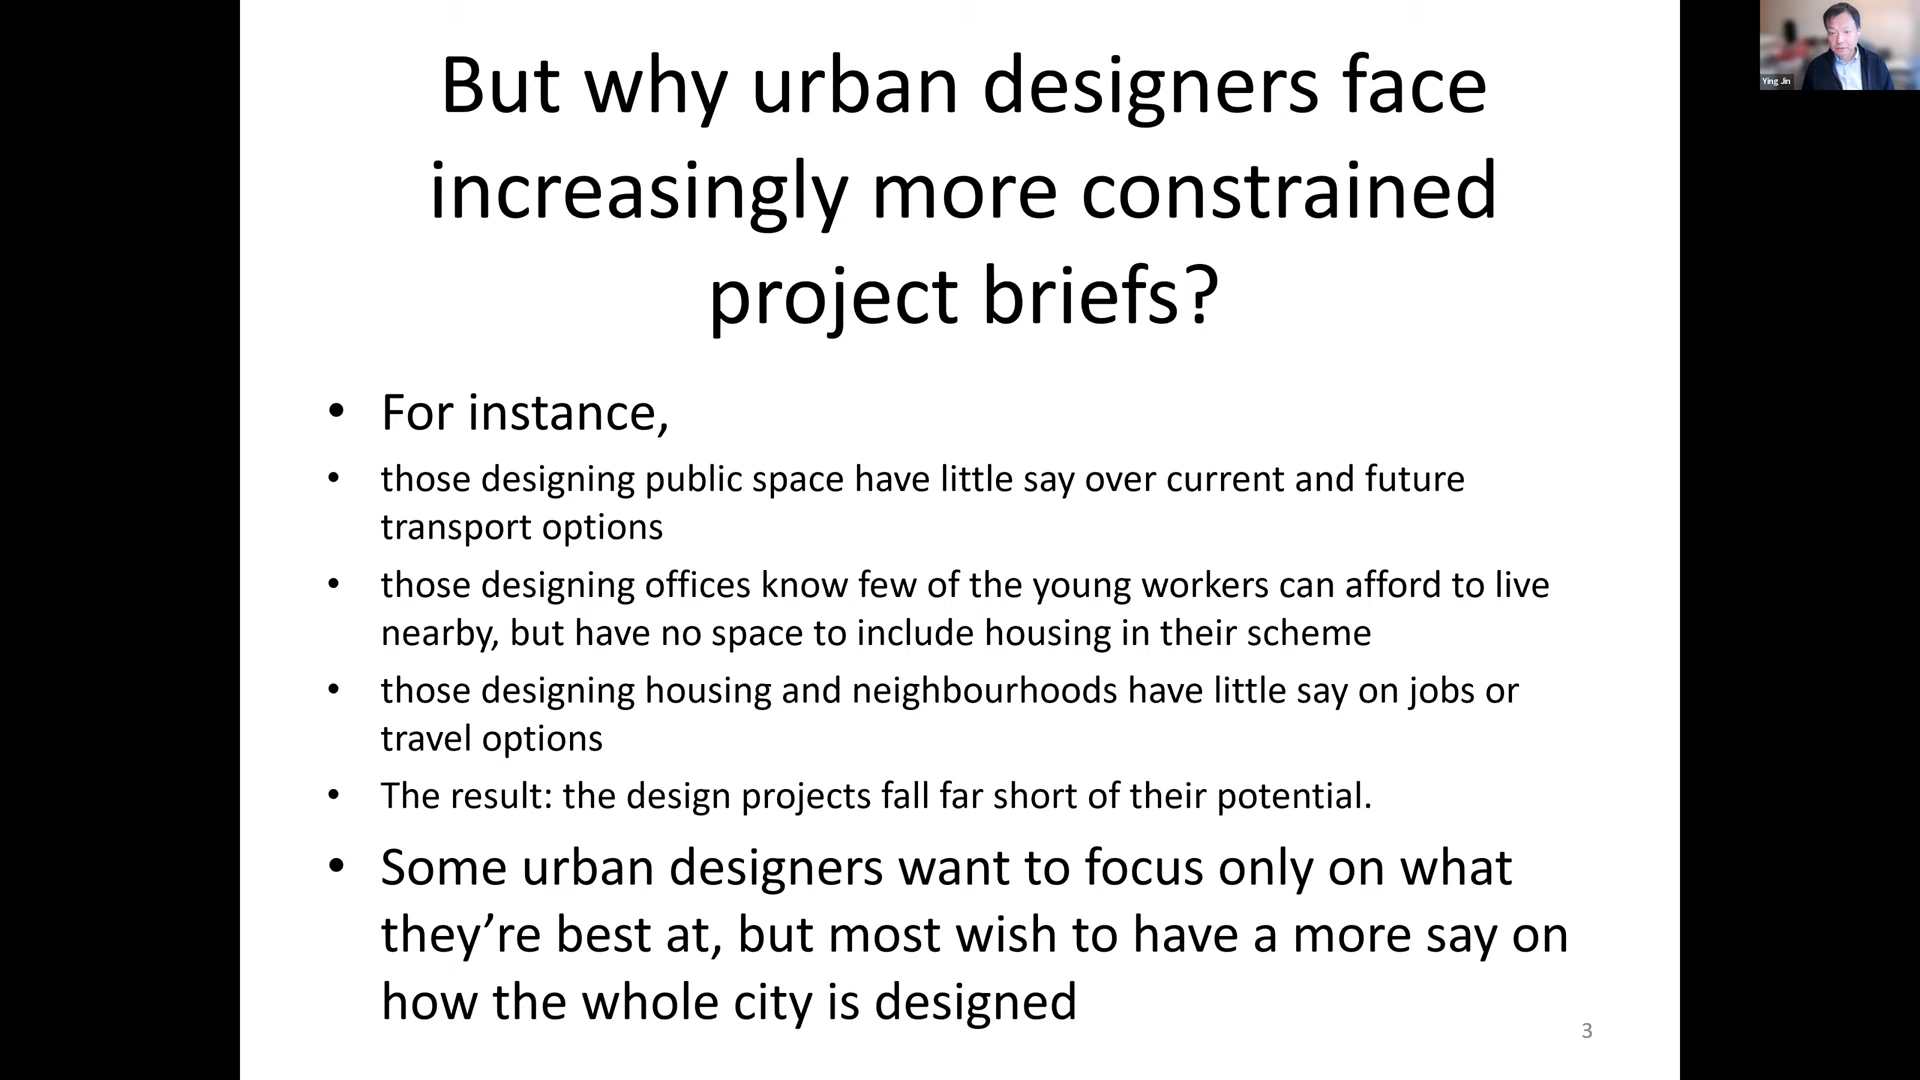 But why urban designers face
increasingly more constrained
project briefs?
• For instance,
• those designing public space have little say over current and future
transport options
• those designing offices know few of the young workers can afford to live
nearby, but have no space to include housing in their scheme
• those designing housing and neighbourhoods have little say on jobs or
travel options
• The result: the design projects fall far short of their potential.
• Some urban designers want to focus only on what
they’re best at, but most wish to have a more say on
how the whole city is designed
3
Ying Jin